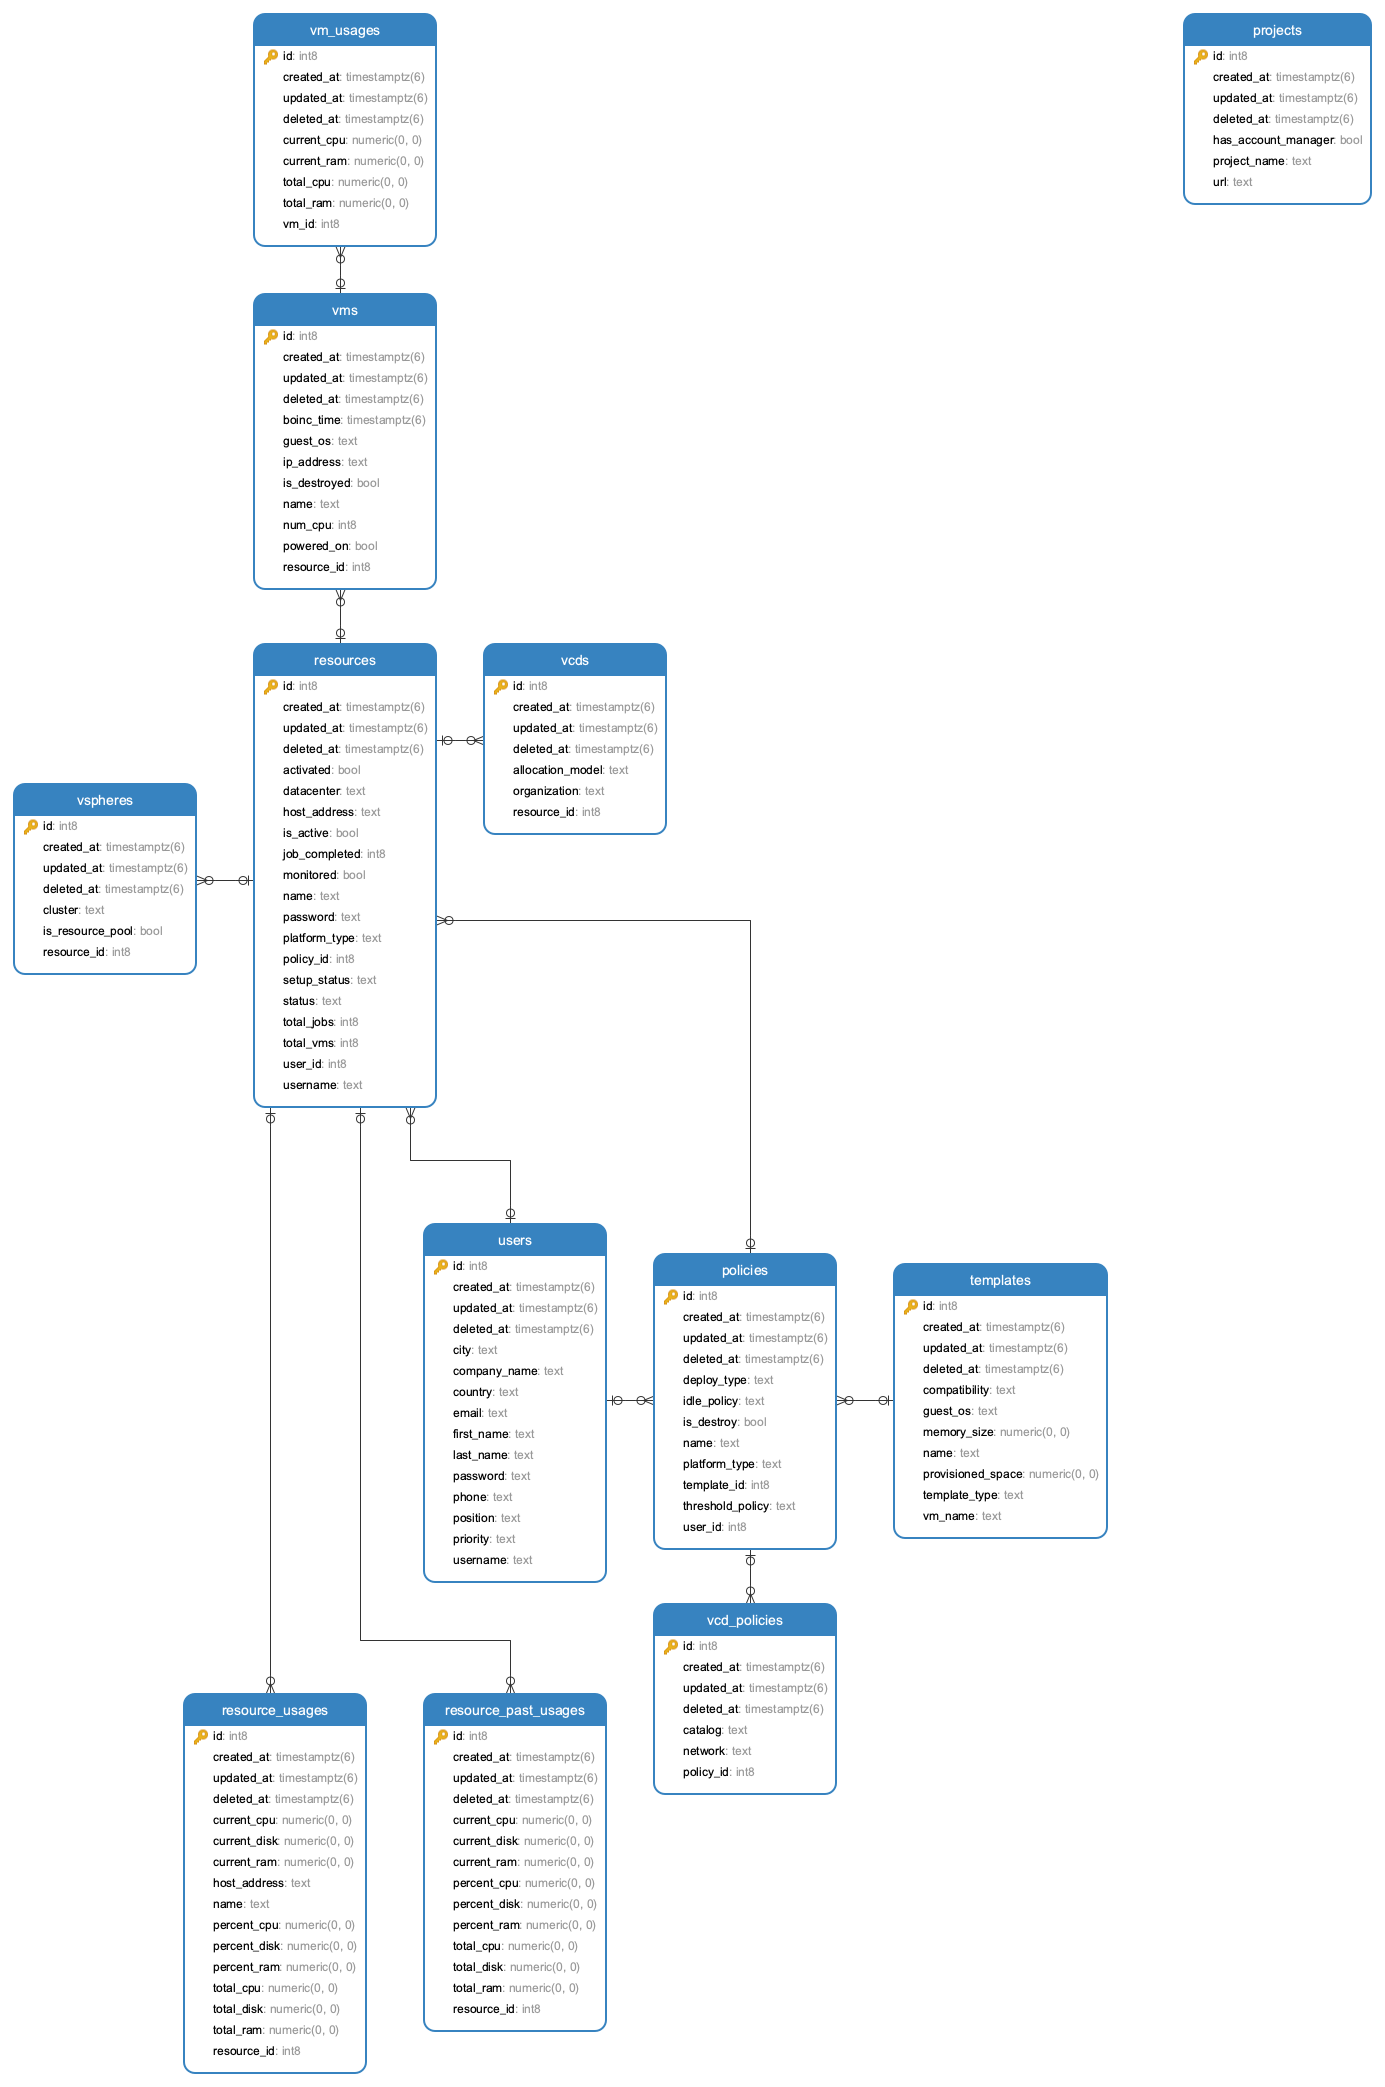 vm_usages
id: int8
created_at: timestamptz(6)
updated_at: timestamptz(6)
deleted_at: timestamptz(6)
current_cpu: numeric(0, 0)
current_ram: numeric(0, 0)
total_cpu: numeric(0, 0)
total_ram: numeric(0, 0)
vm_id: int8
projects
id: int8
created_at: timestamptz(6)
updated_at: timestamptz(6)
deleted_at: timestamptz(6)
has_account_manager: bool
project_name: text
url: text
vms
id: int8
created_at: timestamptz(6)
updated_at: timestamptz(6)
deleted_at: timestamptz(6)
boinc_time: timestamptz(6)
guest_os: text
ip_address: text
is_destroyed: bool
name: text
num_cpu: int8
powered_on: bool
resource_id: int8
resources
id: int8
created_at: timestamptz(6)
updated_at: timestamptz(6)
deleted_at: timestamptz(6)
activated: bool
datacenter: text
host_address: text
is_active: bool
job_completed: int8
monitored: bool
name: text
password: text
platform_type: text
policy_id: int8
setup_status: text
status: text
total_jobs: int8
total_vms: int8
user_id: int8
username: text
vcds
id: int8
created_at: timestamptz(6)
updated_at: timestamptz(6)
deleted_at: timestamptz(6)
allocation_model: text
organization: text
resource_id: int8
vspheres
id: int8
created_at: timestamptz(6)
updated_at: timestamptz(6)
deleted_at: timestamptz(6)
cluster: text
is_resource_pool: bool
resource_id: int8
users
id: int8
created_at: timestamptz(6)
updated_at: timestamptz(6)
deleted_at: timestamptz(6)
city: text
company_name: text
country: text
email: text
first_name: text
last_name: text
password: text
phone: text
position: text
priority: text
username: text
policies
id: int8
created_at: timestamptz(6)
updated_at: timestamptz(6)
deleted_at: timestamptz(6)
deploy_type: text
idle_policy: text
is_destroy: bool
name: text
platform_type: text
template_id: int8
threshold_policy: text
user_id: int8
templates
id: int8
created_at: timestamptz(6)
updated_at: timestamptz(6)
deleted_at: timestamptz(6)
compatibility: text
guest_os: text
memory_size: numeric(0, 0)
name: text
provisioned_space: numeric(0, 0)
template_type: text
vm_name: text
vcd_policies
id: int8
created_at: timestamptz(6)
updated_at: timestamptz(6)
deleted_at: timestamptz(6)
catalog: text
network: text
policy_id: int8
resource_usages
id: int8
created_at: timestamptz(6)
updated_at: timestamptz(6)
deleted_at: timestamptz(6)
current_cpu: numeric(0, 0)
current_disk: numeric(0, 0)
current_ram: numeric(0, 0)
host_address: text
name: text
percent_cpu: numeric(0, 0)
percent_disk: numeric(0, 0)
percent_ram: numeric(0, 0)
total_cpu: numeric(0, 0)
total_disk: numeric(0, 0)
total_ram: numeric(0, 0)
resource_id: int8
resource_past_usages
id: int8
created_at: timestamptz(6)
updated_at: timestamptz(6)
deleted_at: timestamptz(6)
current_cpu: numeric(0, 0)
current_disk: numeric(0, 0)
current_ram: numeric(0, 0)
percent_cpu: numeric(0, 0)
percent_disk: numeric(0, 0)
percent_ram: numeric(0, 0)
total_cpu: numeric(0, 0)
total_disk: numeric(0, 0)
total_ram: numeric(0, 0)
resource_id: int8